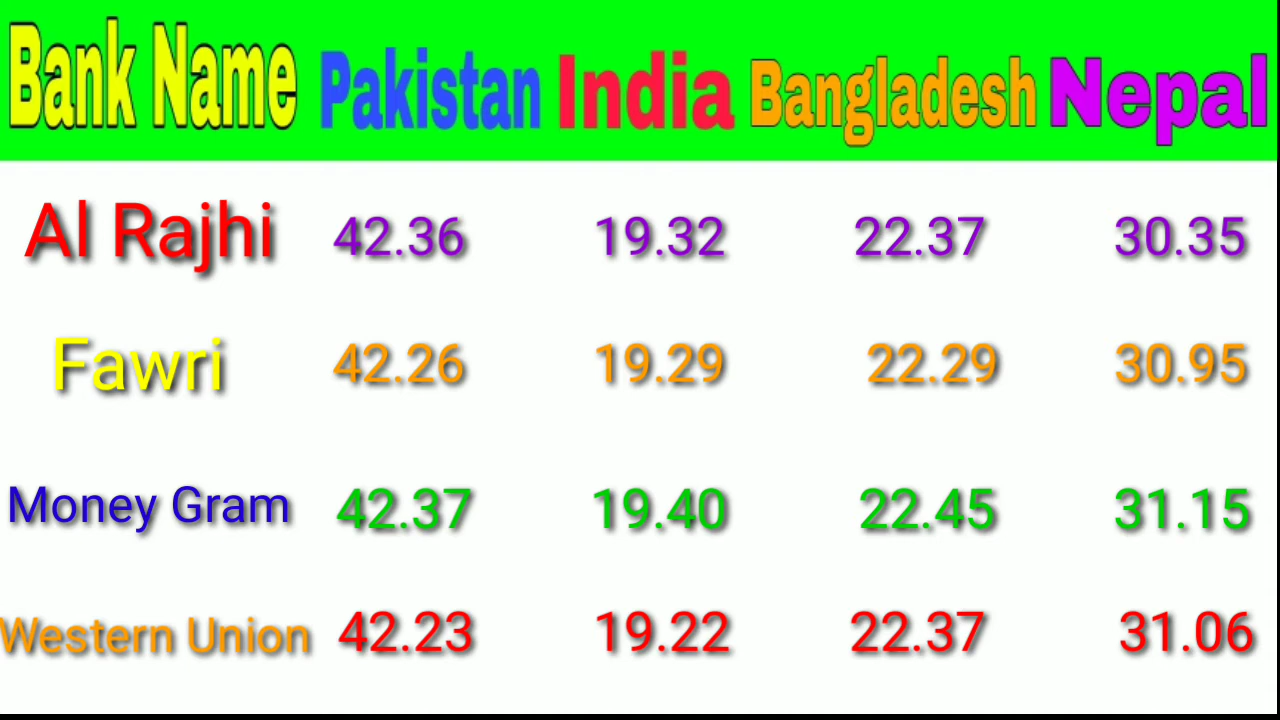 Bank Name Pakistan India Bangladesh Nepal
Al Rajhi 42.36 19.32 22.37 30.35
Fawri 42.26 19.29 22.29 30.95
Money Gram 42.37 19.40 22.45 31.15
Western Union 42.23 19.22 22.37 31.06